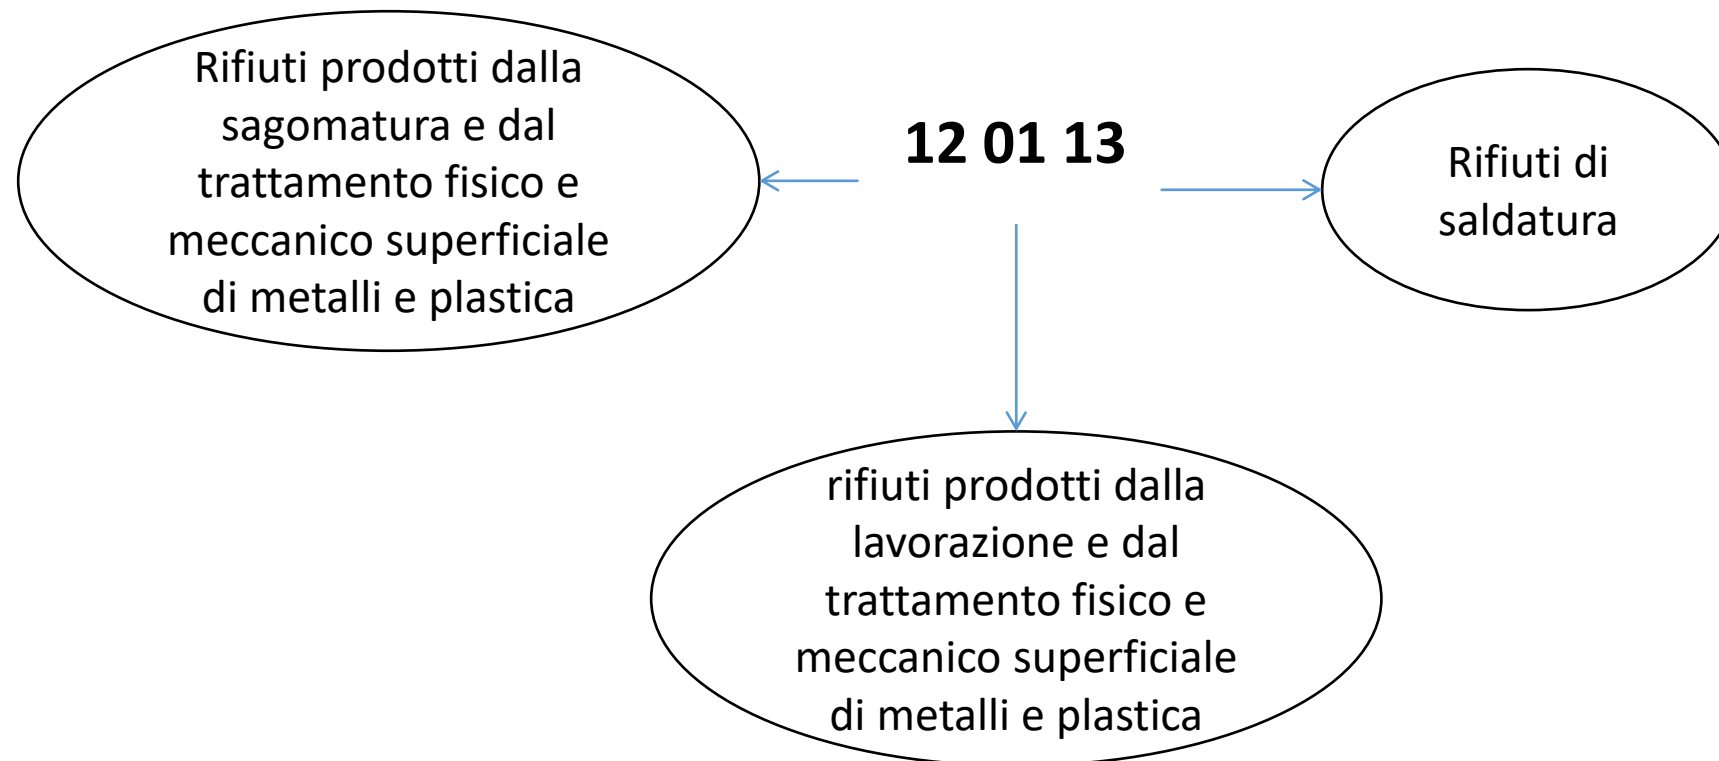 Rifiuti prodotti dalla
sagomatura e dal
trattamento fisico e
meccanico superficiale
di metalli e plastica
12 01 13
Rifiuti di
saldatura
rifiuti prodotti dalla
lavorazione e dal
trattamento fisico e
meccanico superficiale
di metalli e plastica